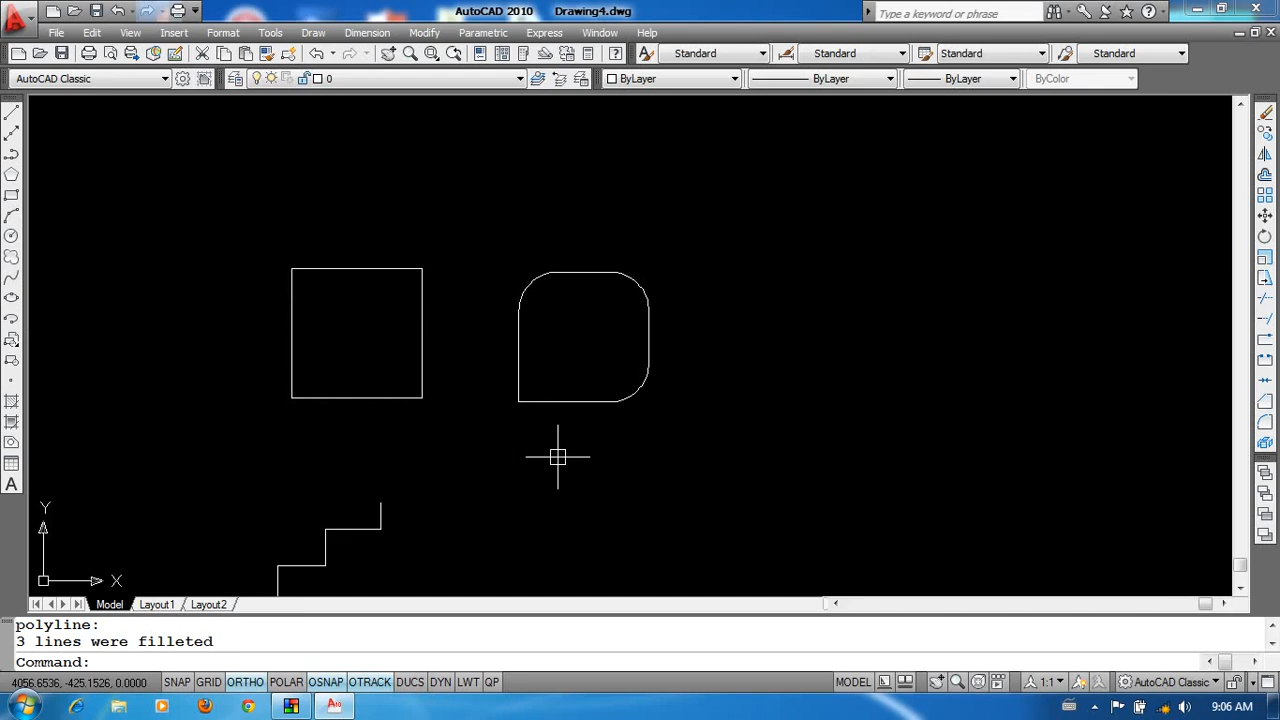 AutoCAD 2010 Drawing4.dwg Type a keyword or phrase
File Edit View Insert Format Tools Draw Dimension Modify Parametric Express Window Help
Standard Standard Standard Standard
AutoCAD Classic 0 ByLayer ByLayer ByLayer ByColor
A
Y
X
Model Layout1 Layout2
polyline:
3 lines were filleted
Command:
4056.6536, -425.1526, 0.0000 SNAP GRID ORTHO POLAR OSNAP OTRACK DUCS DYN LWT QP MODEL 1:1 AutoCAD Classic
9:06 AM